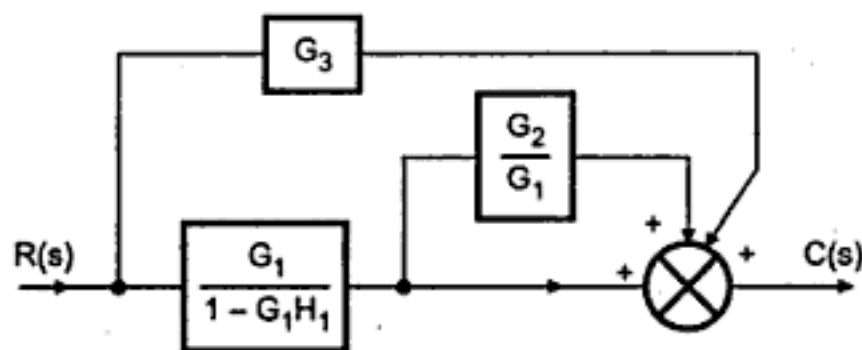 G3
G2
G1
+
R(s)
G1
+
+
C(s)
1 – G1H1